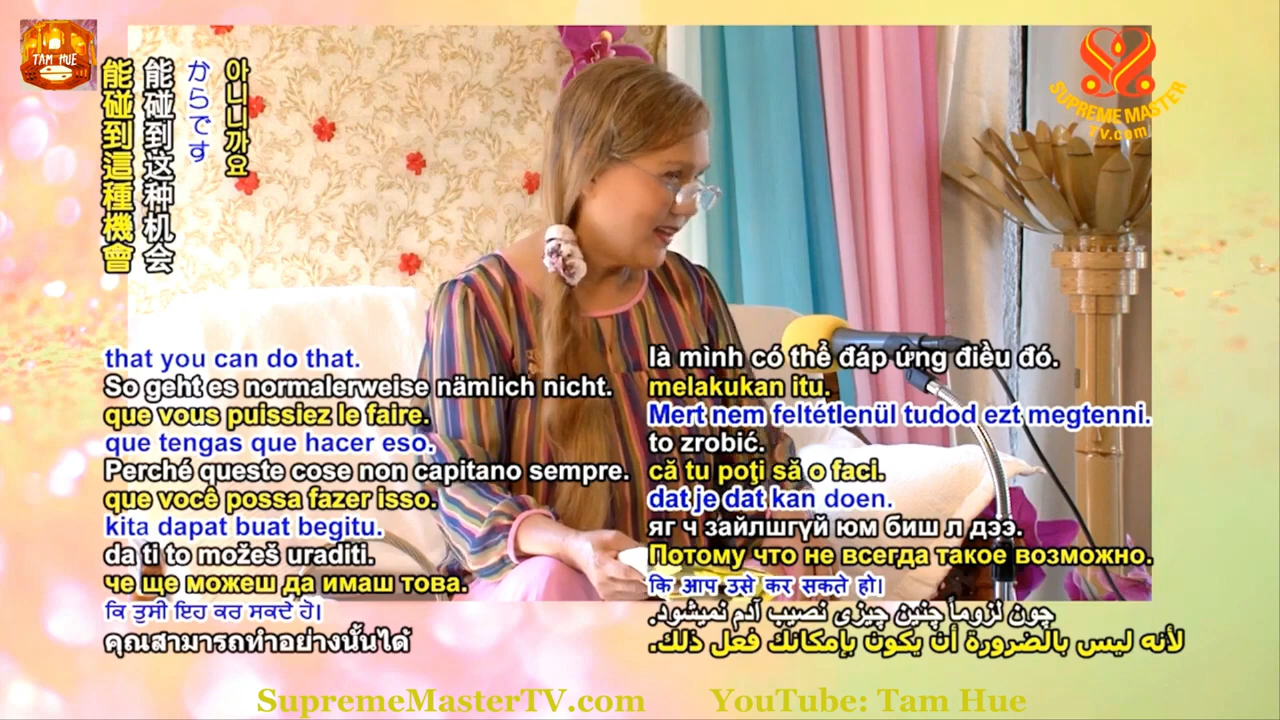 TAM HUE
能碰到這種機會
能碰到这种机会
からです
아니니까요
SUPREME MASTER
TV.com
that you can do that.
So geht es normalerweise nämlich nicht.
que vous puissiez le faire.
que tengas que hacer eso.
Perché queste cose non capitano sempre.
que você possa fazer isso.
kita dapat buat begitu.
da ti to možeš uraditi.
че ще можеш да имаш това.
ਕਿ ਤੁਸੀ ਇਹ ਕਰ ਸਕਦੇ ਹੋ।
คุณสามารถทำอย่างนั้นได้
là mình có thể đáp ứng điều đó.
melakukan itu.
Mert nem feltétlenül tudod ezt megtenni.
to zrobić.
că tu poţi să o faci.
dat je dat kan doen.
яг ч зайлшгүй юм биш л дээ.
Потому что не всегда такое возможно.
कि आप उसे कर सकते हो।
چون لزوماً چنین چیزی نصیب آدم نمیشود.
لأنه ليس بالضرورة أن يكون بإمكانك فعل ذلك.
SupremeMasterTV.com YouTube: Tam Hue